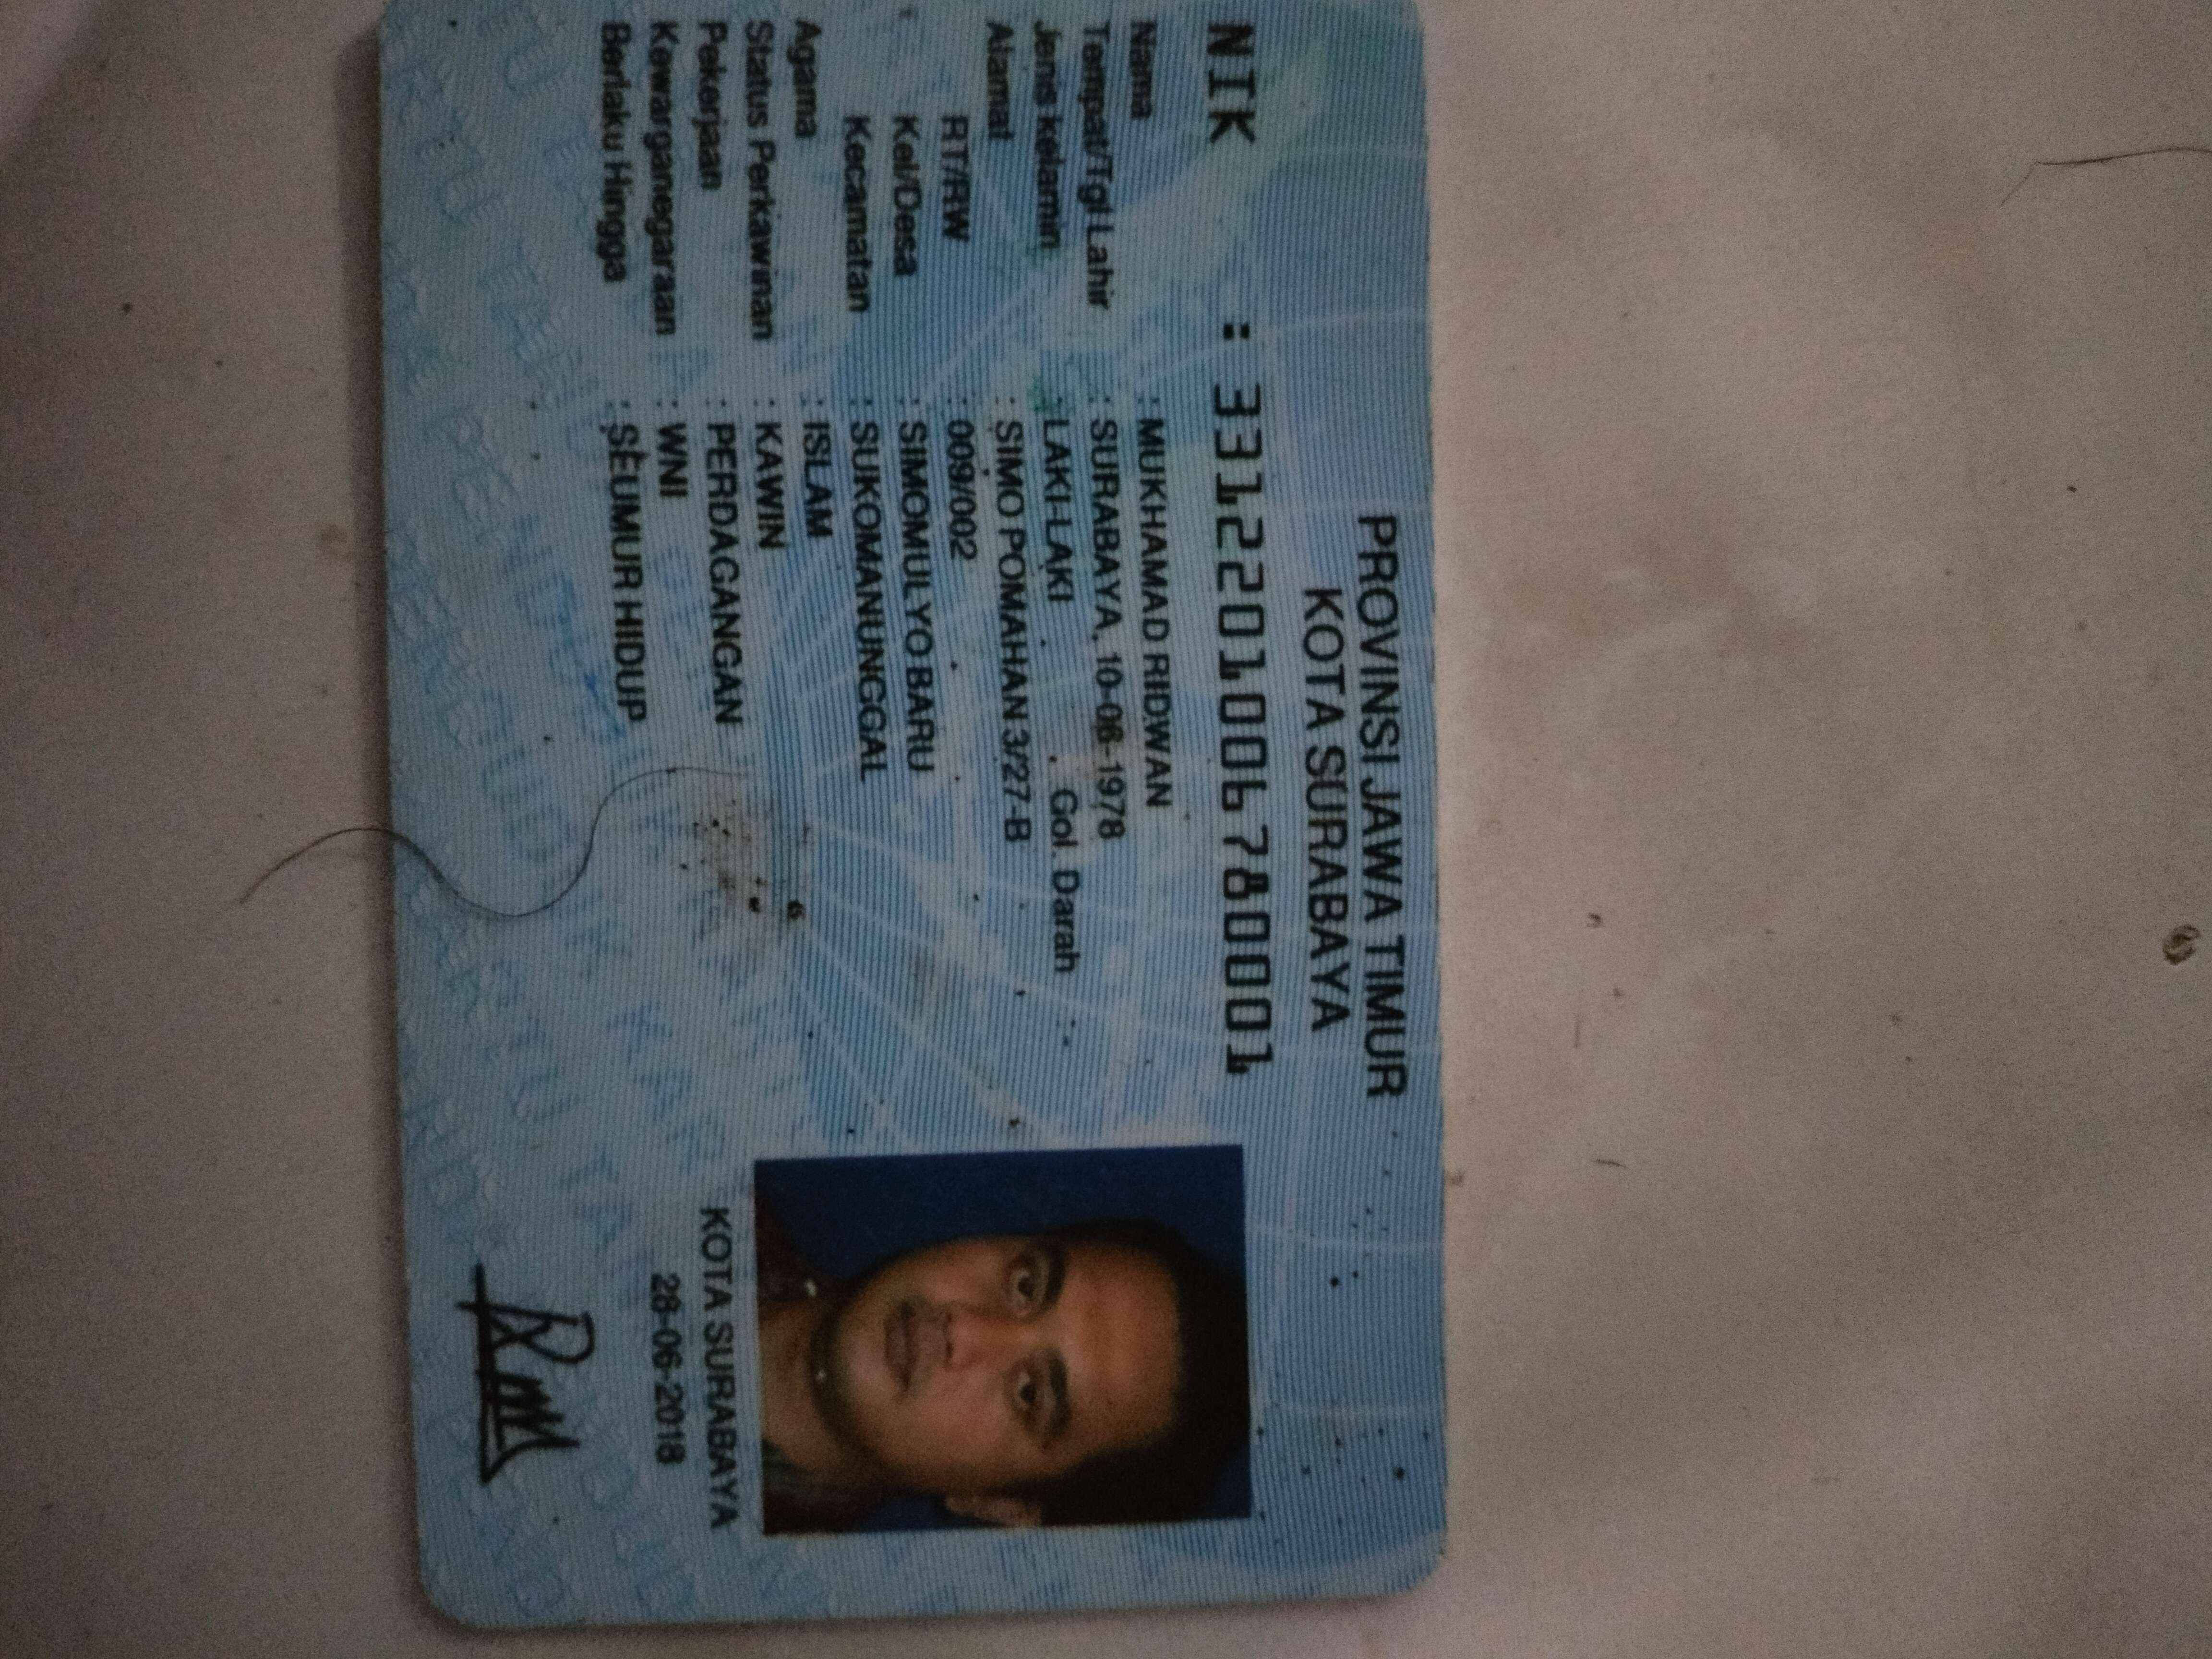 PROVINSI JAWA TIMUR
KOTA SURABAYA
NIK : 3312201006780001
Nama : MUKHAMAD RIDWAN
Tempat/Tgl Lahir : SURABAYA, 10-06-1978
Jenis kelamin : LAKI-LAKI Gol. Darah : -
Alamat : SIMO POMAHAN 3/27-B
RT/RW : 009/002
Kel/Desa : SIMOMULYO BARU
Kecamatan : SUKOMANUNGGAL
Agama : ISLAM
Status Perkawinan : KAWIN
Pekerjaan : PERDAGANGAN
Kewarganegaraan : WNI
Berlaku Hingga : SEUMUR HIDUP
KOTA SURABAYA
28-06-2018